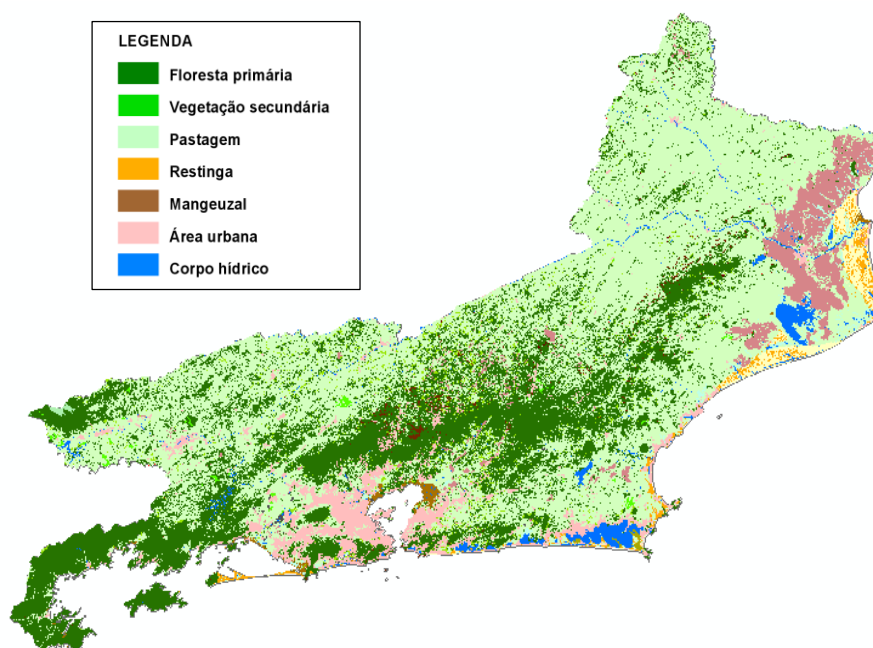 LEGENDA
Floresta primária
Vegetação secundária
Pastagem
Restinga
Mangeuzal
Área urbana
Corpo hídrico